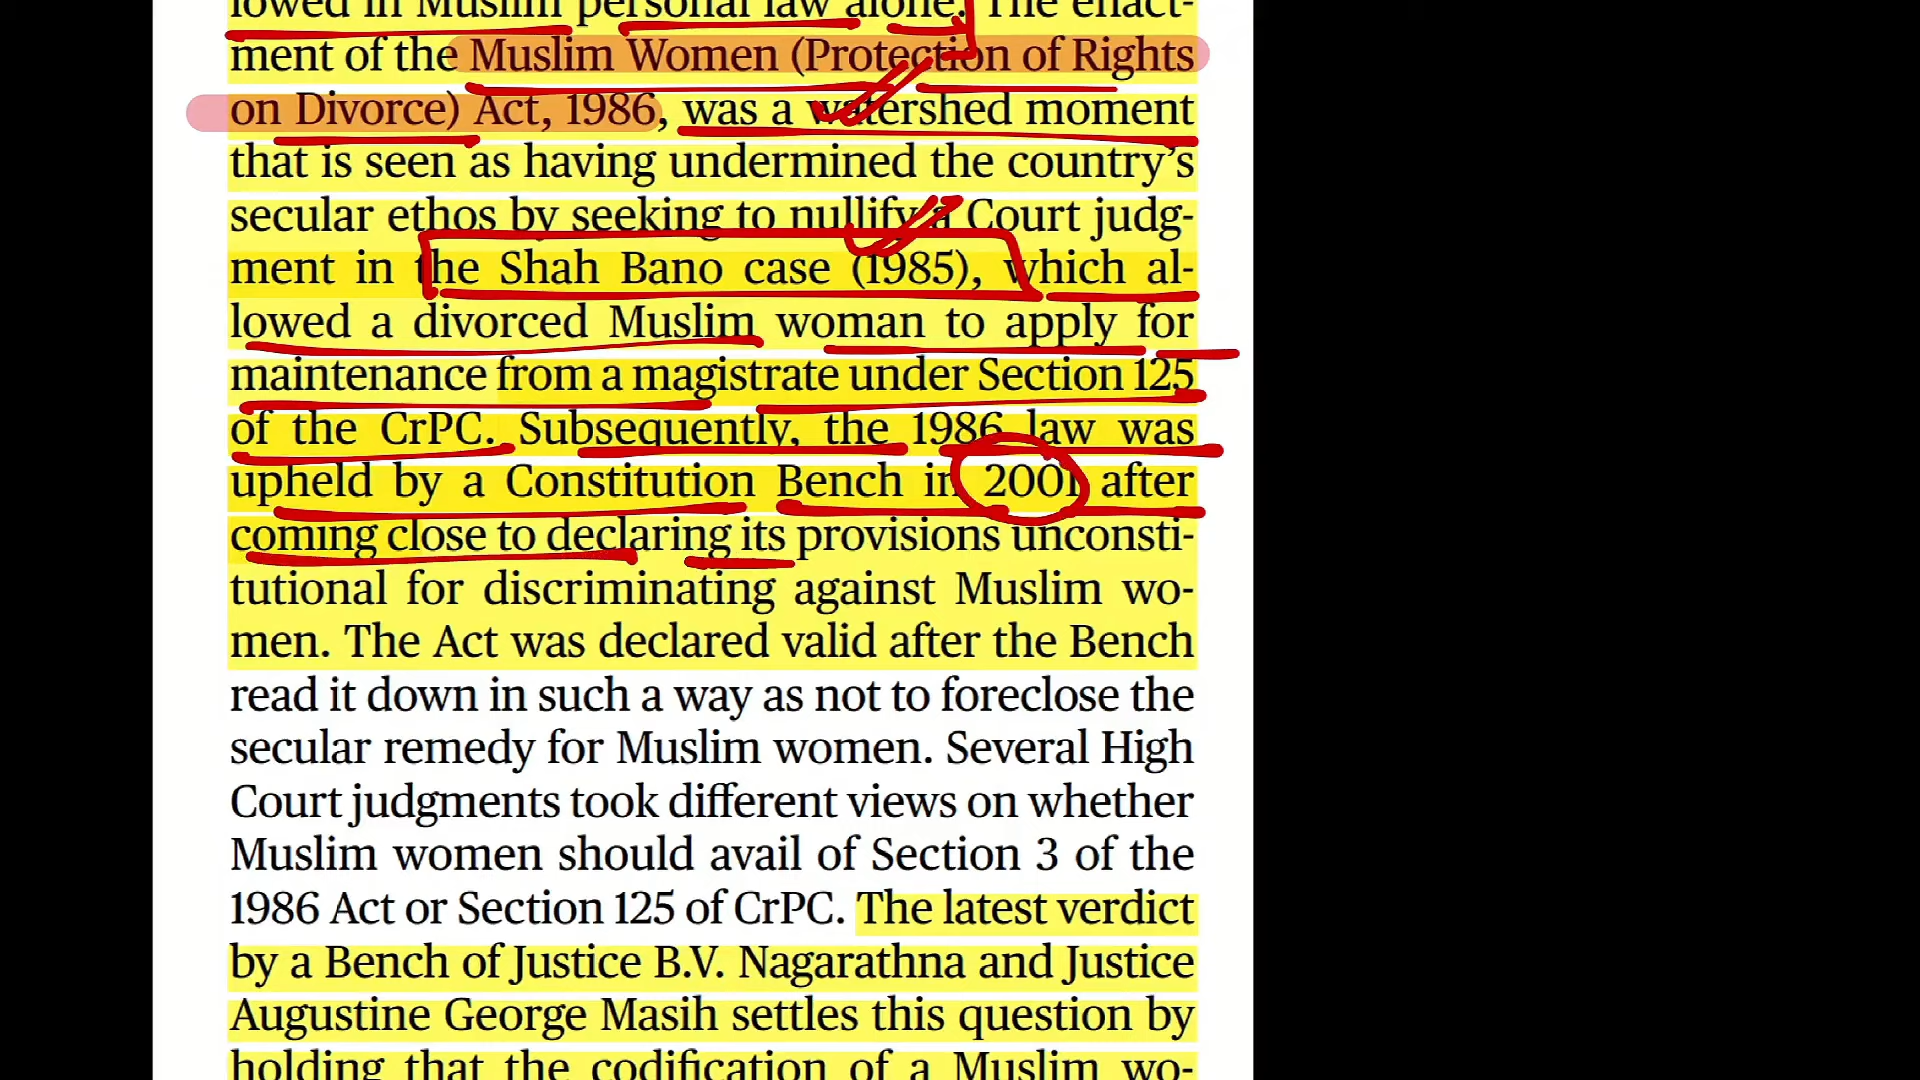 lowed in Muslim personal law alone. The enact-
ment of the Muslim Women (Protection of Rights
on Divorce) Act, 1986, was a watershed moment
that is seen as having undermined the country’s
secular ethos by seeking to nullify a Court judg-
ment in the Shah Bano case (1985), which al-
lowed a divorced Muslim woman to apply for
maintenance from a magistrate under Section 125
of the CrPC. Subsequently, the 1986 law was
upheld by a Constitution Bench in 2001 after
coming close to declaring its provisions unconsti-
tutional for discriminating against Muslim wo-
men. The Act was declared valid after the Bench
read it down in such a way as not to foreclose the
secular remedy for Muslim women. Several High
Court judgments took different views on whether
Muslim women should avail of Section 3 of the
1986 Act or Section 125 of CrPC. The latest verdict
by a Bench of Justice B.V. Nagarathna and Justice
Augustine George Masih settles this question by
holding that the codification of a Muslim wo-